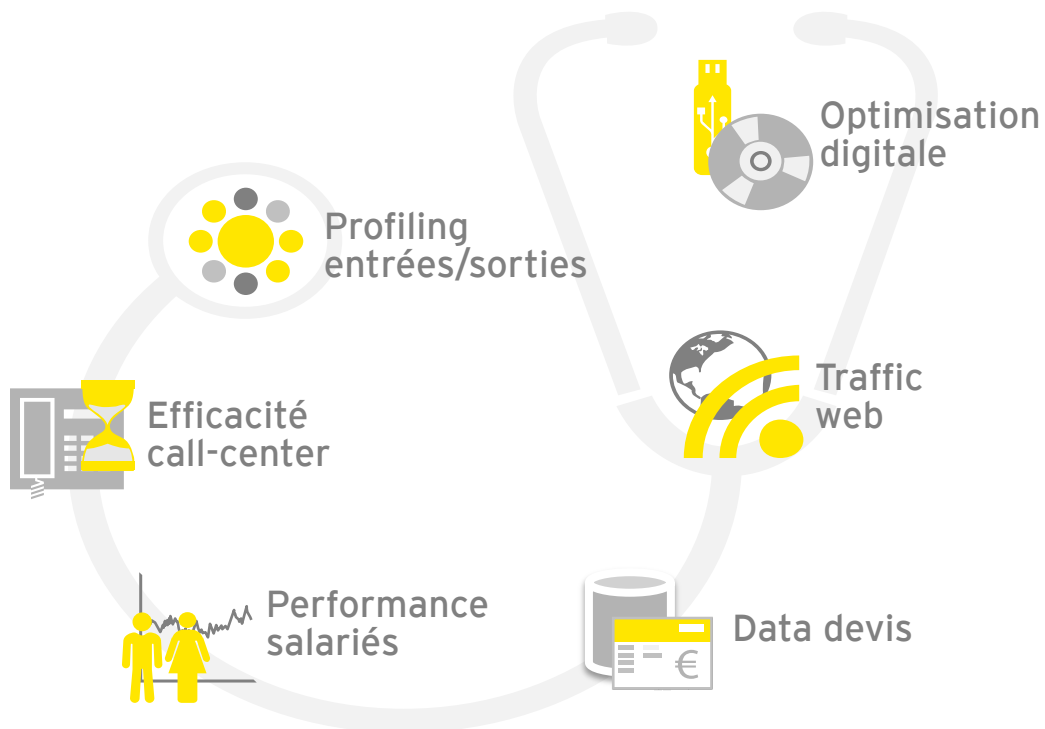 Optimisation
digitale
Profiling
entrées/sorties
Traffic
web
Efficacité
call-center
Performance
salariés
Data devis
€